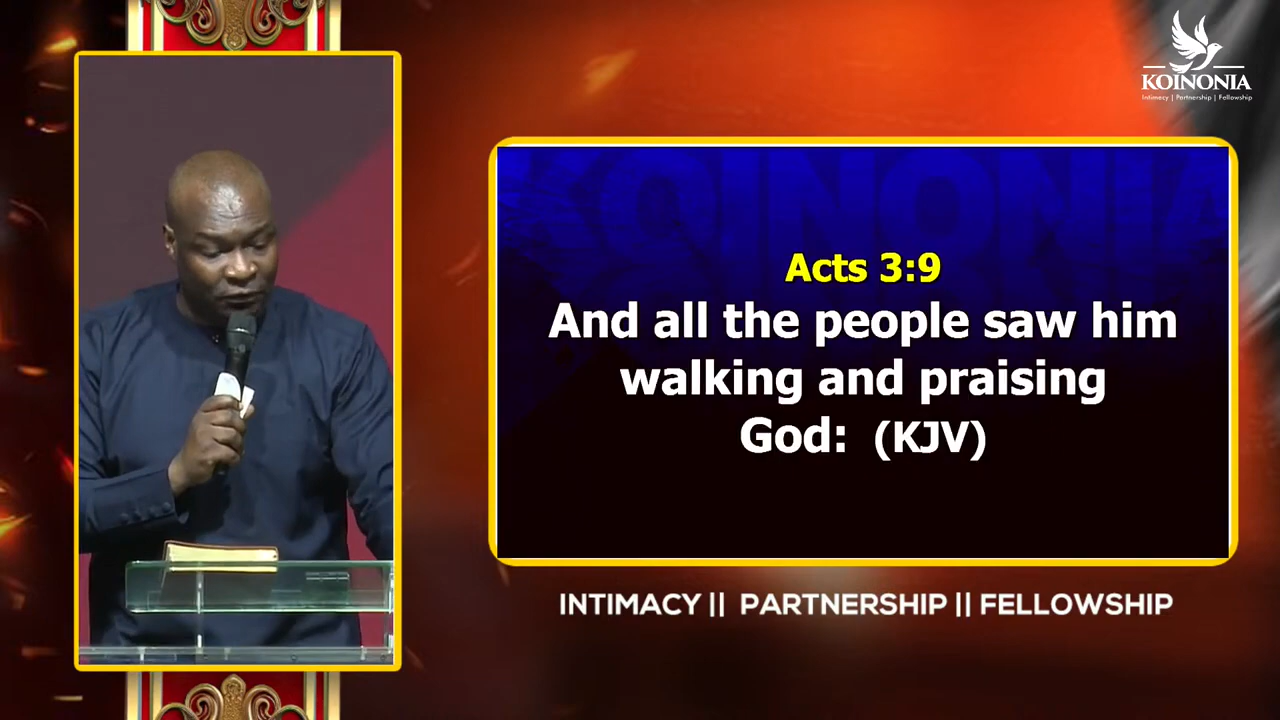 KOINONIA
Intimacy | Partnership | Fellowship
KOINONIA
Acts 3:9
And all the people saw him
walking and praising
God: (KJV)
INTIMACY || PARTNERSHIP || FELLOWSHIP